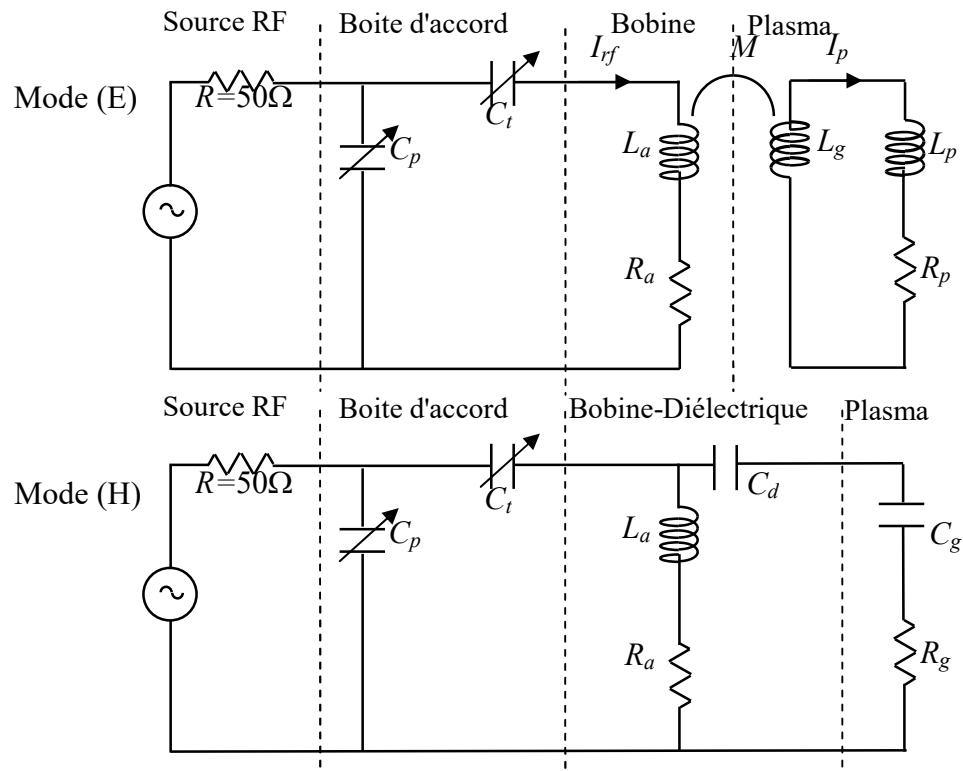 Source RF
Boite d'accord
Bobine
Plasma
Mode (E)
R=50Ω
C_t
I_rf
M
I_p
C_p
L_a
L_g
L_p
R_a
R_p
Source RF
Boite d'accord
Bobine-Diélectrique
Plasma
Mode (H)
R=50Ω
C_t
C_d
C_p
L_a
C_g
R_a
R_g